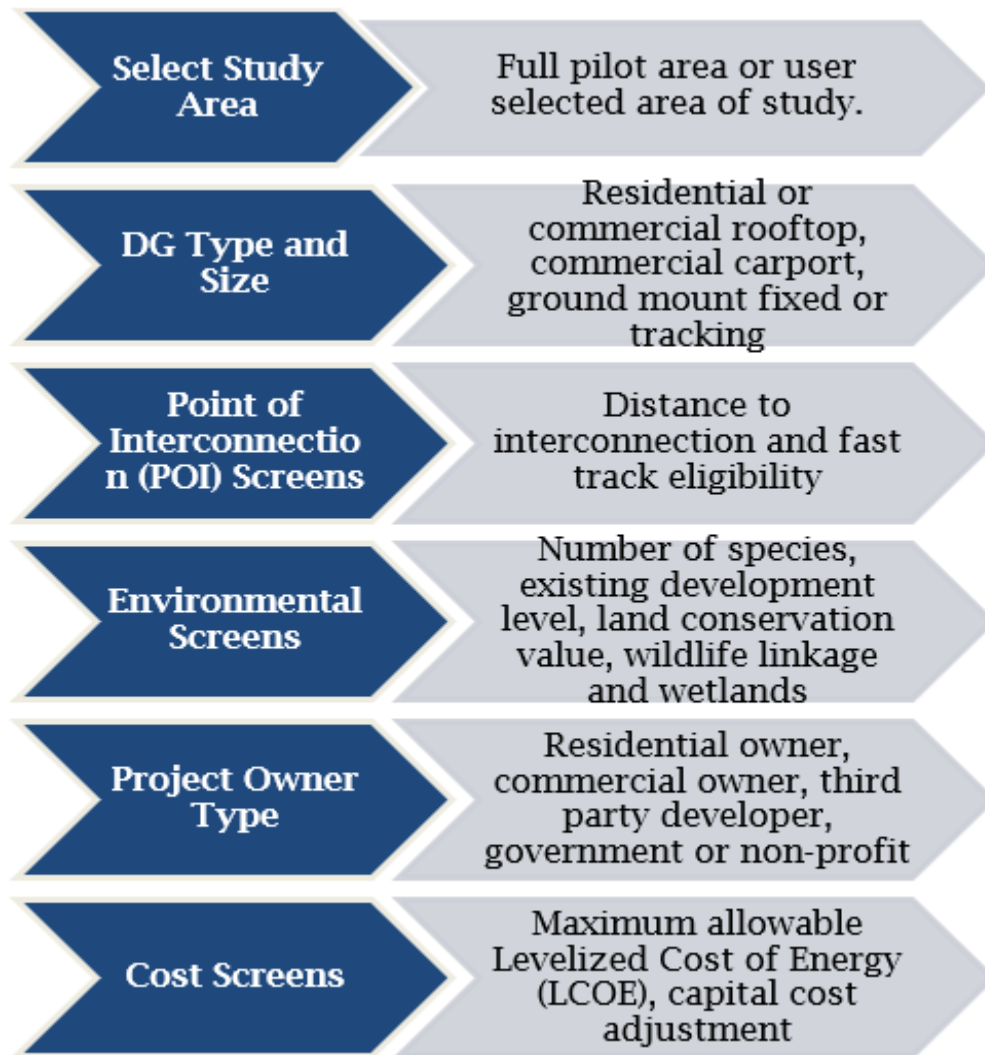 Select Study
Area
Full pilot area or user
selected area of study.
DG Type and
Size
Residential or
commercial rooftop,
commercial carport,
ground mount fixed or
tracking
Point of
Interconnectio
n (POI) Screens
Distance to
interconnection and fast
track eligibility
Environmental
Screens
Number of species,
existing development
level, land conservation
value, wildlife linkage
and wetlands
Project Owner
Type
Residential owner,
commercial owner, third
party developer,
government or non-profit
Cost Screens
Maximum allowable
Levelized Cost of Energy
(LCOE), capital cost
adjustment